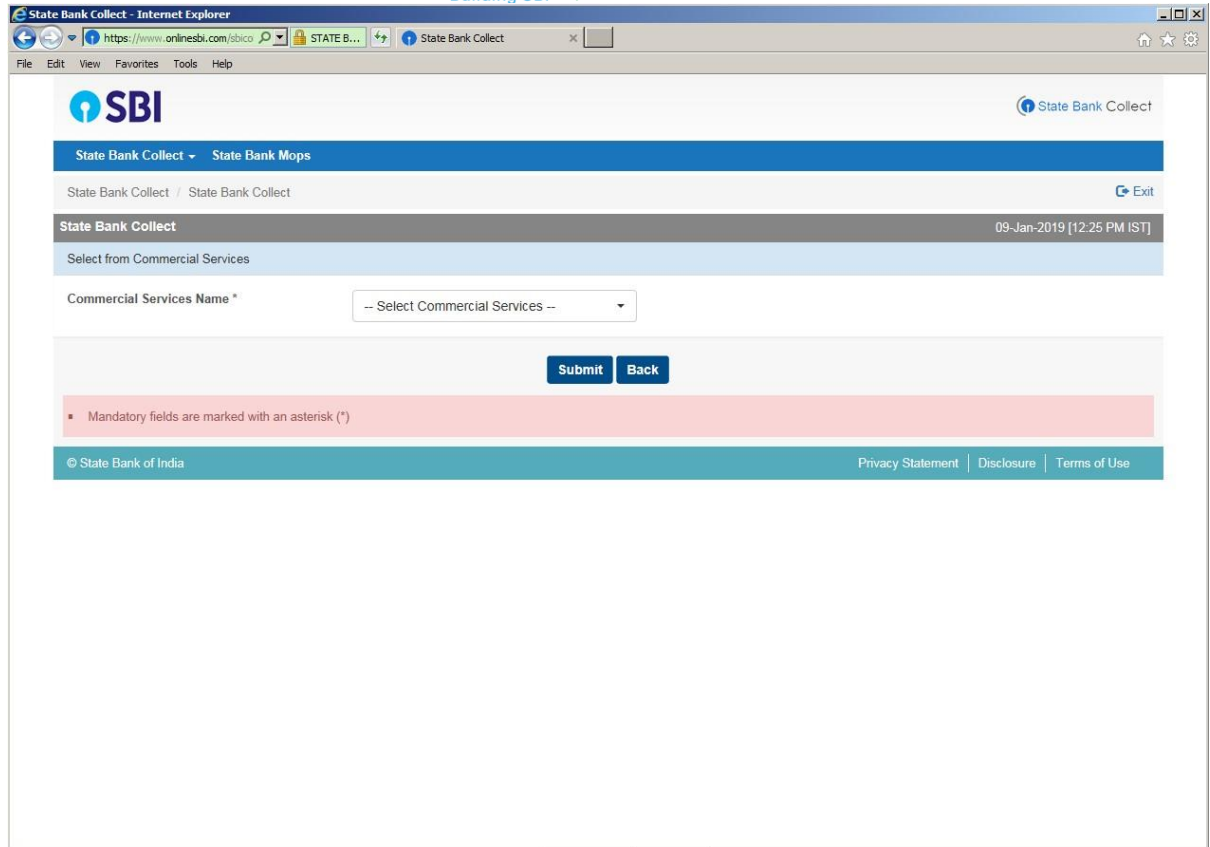 State Bank Collect - Internet Explorer
https://www.onlinesbi.com/sbico STATE B... State Bank Collect
File Edit View Favorites Tools Help
SBI
State Bank Collect
State Bank Collect State Bank Mops
State Bank Collect / State Bank Collect
Exit
State Bank Collect
09-Jan-2019 [12:25 PM IST]
Select from Commercial Services
Commercial Services Name *
-- Select Commercial Services --
Submit Back
Mandatory fields are marked with an asterisk (*)
© State Bank of India
Privacy Statement | Disclosure | Terms of Use